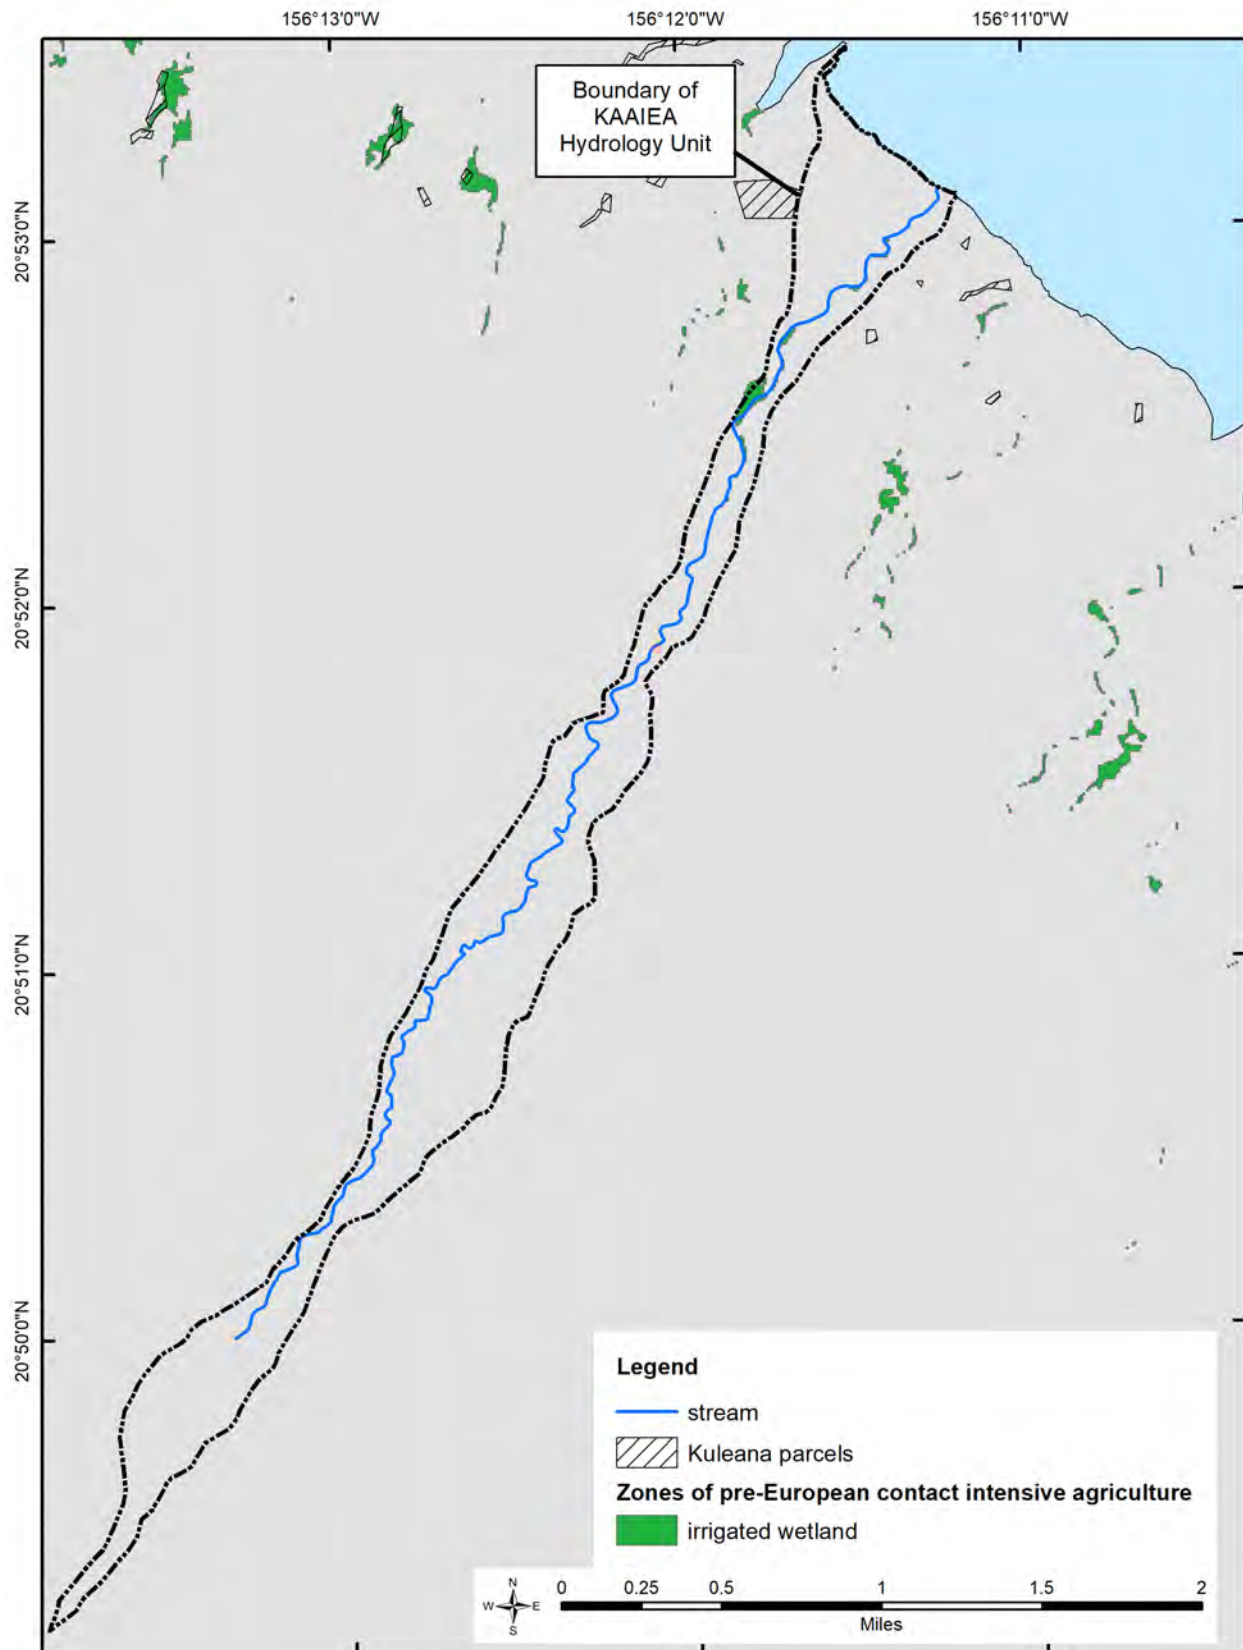 156°13'0"W
156°12'0"W
156°11'0"W
Boundary of
KAAIEA
Hydrology Unit
20°53'0"N
20°52'0"N
20°51'0"N
20°50'0"N
Legend
stream
Kuleana parcels
Zones of pre-European contact intensive agriculture
irrigated wetland
N
W
E
S
0
0.25
0.5
1
1.5
2
Miles